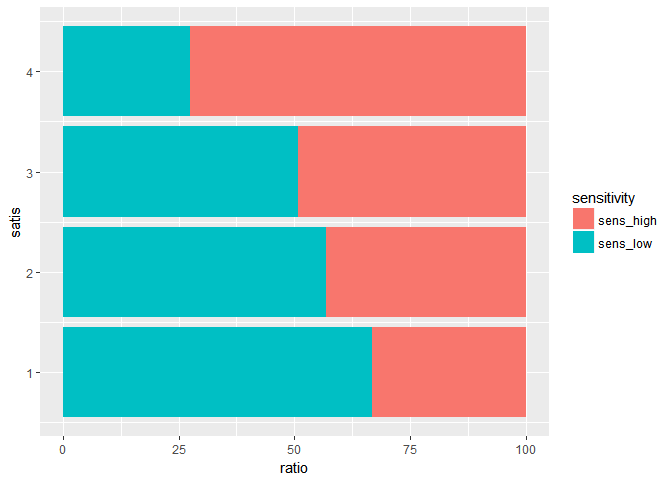 4
3
2
1
satis
0 25 50 75 100
ratio
sensitivity
sens_high
sens_low